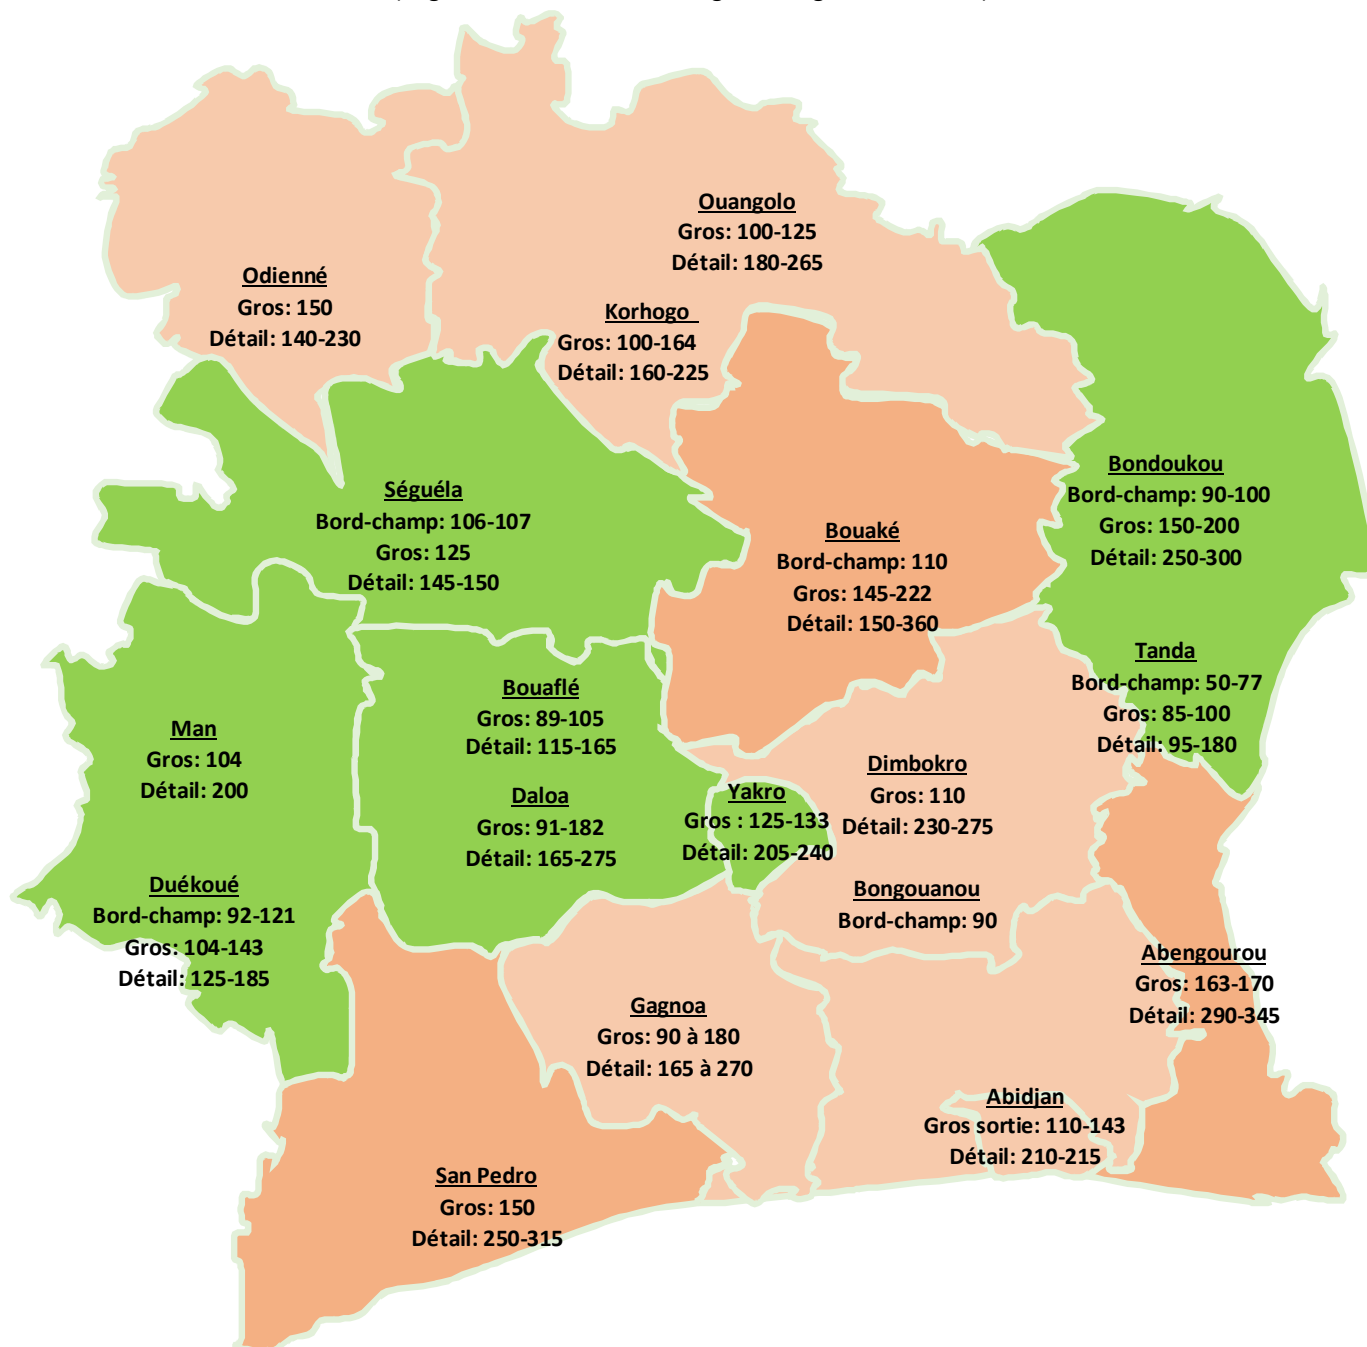 Ouangolo
Gros: 100-125
Détail: 180-265
Odienné
Gros: 150
Détail: 140-230
Korhogo
Gros: 100-164
Détail: 160-225
Séguéla
Bord-champ: 106-107
Gros: 125
Détail: 145-150
Bondoukou
Bord-champ: 90-100
Gros: 150-200
Détail: 250-300
Bouaké
Bord-champ: 110
Gros: 145-222
Détail: 150-360
Tanda
Bord-champ: 50-77
Gros: 85-100
Détail: 95-180
Bouaflé
Gros: 89-105
Détail: 115-165
Man
Gros: 104
Détail: 200
Daloa
Gros: 91-182
Détail: 165-275
Yakro
Gros : 125-133
Détail: 205-240
Dimbokro
Gros: 110
Détail: 230-275
Duékoué
Bord-champ: 92-121
Gros: 104-143
Détail: 125-185
Bongouanou
Bord-champ: 90
Abengourou
Gros: 163-170
Détail: 290-345
Gagnoa
Gros: 90 à 180
Détail: 165 à 270
Abidjan
Gros sortie: 110-143
Détail: 210-215
San Pedro
Gros: 150
Détail: 250-315